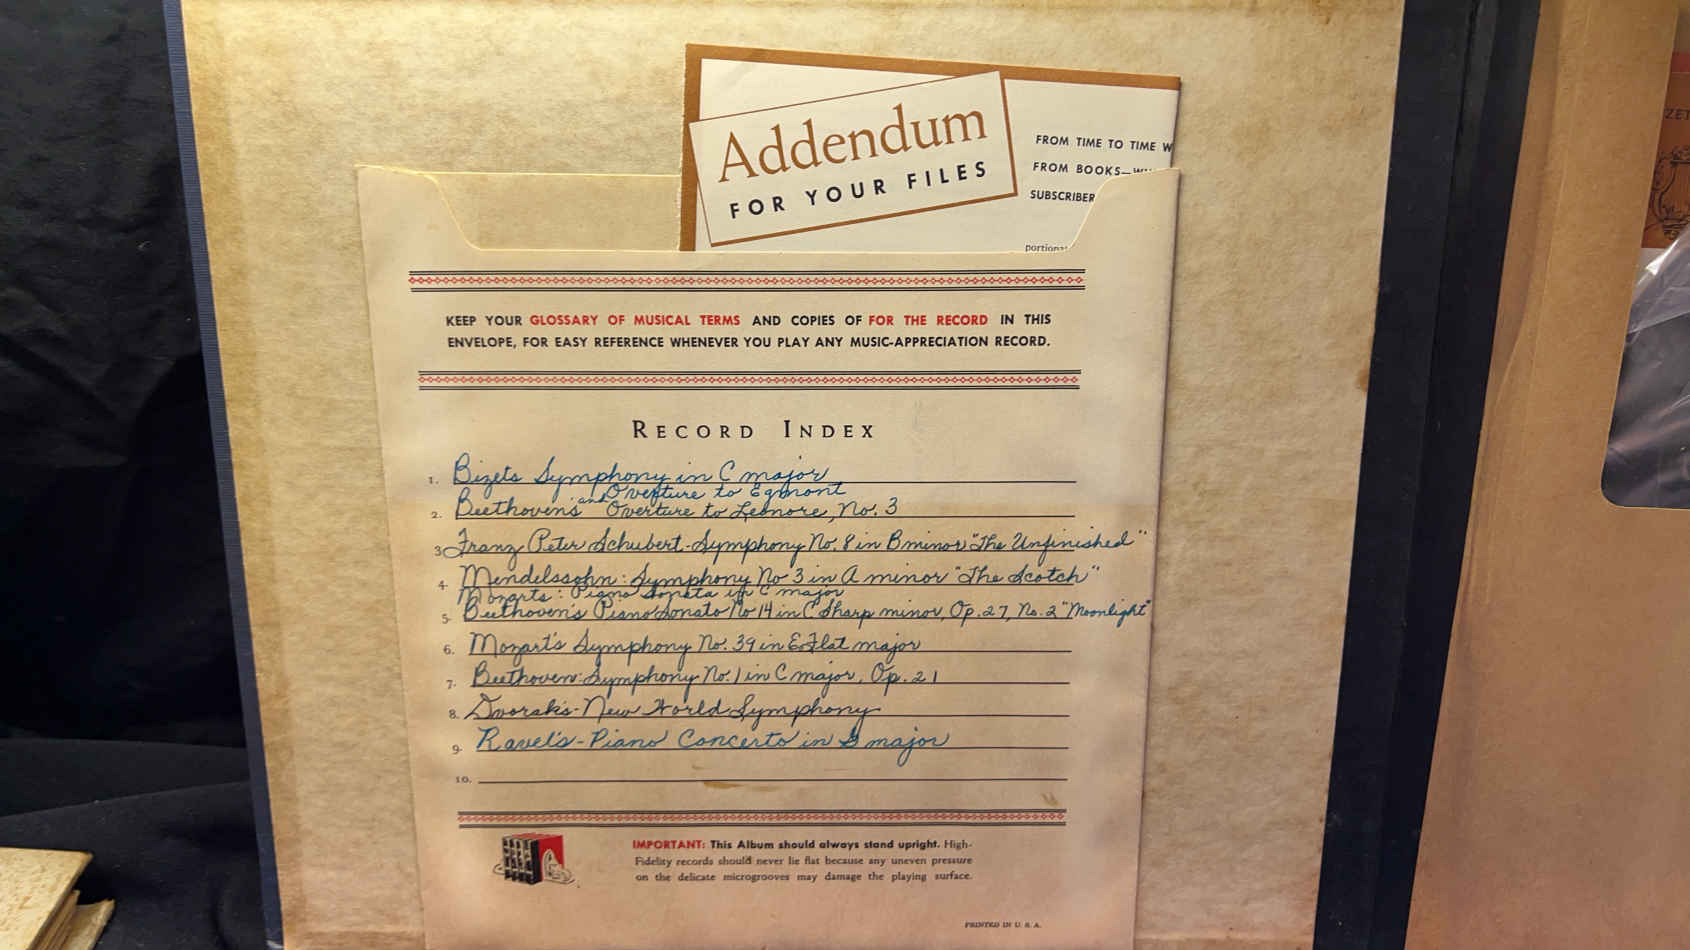 Addendum
FOR YOUR FILES
FROM TIME TO TIME W
FROM BOOKS—
SUBSCRIBER
portional
ZET
KEEP YOUR GLOSSARY OF MUSICAL TERMS AND COPIES OF FOR THE RECORD IN THIS
ENVELOPE, FOR EASY REFERENCE WHENEVER YOU PLAY ANY MUSIC-APPRECIATION RECORD.
RECORD INDEX
1. Bizets Symphony in C major
and Overture to Egmont
2. Beethoven's Overture to Leonore, No. 3
3. Franz Peter Schubert-Symphony No. 8 in B minor "The Unfinished"
4. Mendelssohn: Symphony No 3 in A minor "The Scotch"
Mozarts: Piano Sonata in C major
5. Beethoven's Piano Sonato No 14 in C Sharp minor, Op. 27, No. 2 "Moonlight"
6. Mozart's Symphony No. 39 in E Flat major
7. Beethoven: Symphony No. 1 in C major, Op. 21
8. Dvorak's-New World Symphony
9. Ravel's-Piano Concerto in major
10.
IMPORTANT: This Album should always stand upright. High-
Fidelity records should never lie flat because any uneven pressure
on the delicate microgrooves may damage the playing surface.
PRINTED IN U. S. A.